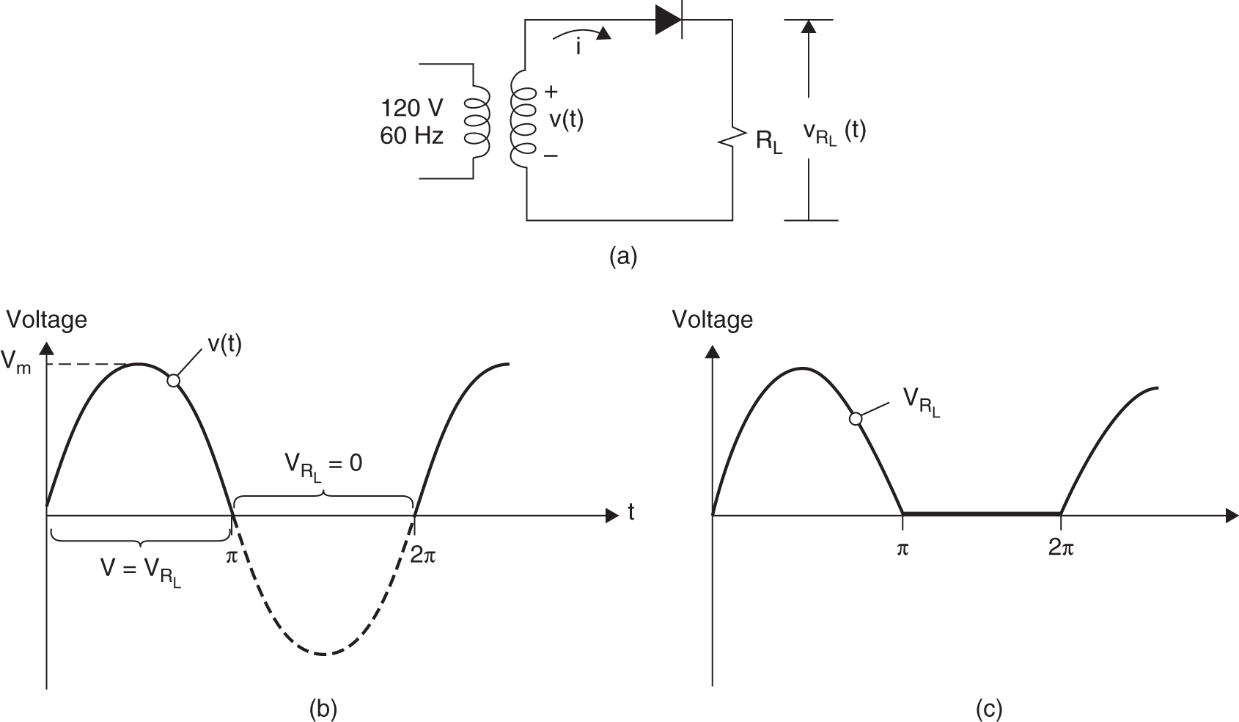 i
+
120 V
v(t)
60 Hz
–
R_L
v_{R_L} (t)
(a)
Voltage
V_m
v(t)
V_{R_L} = 0
t
π
2π
V = V_{R_L}
(b)
Voltage
V_{R_L}
π
2π
(c)